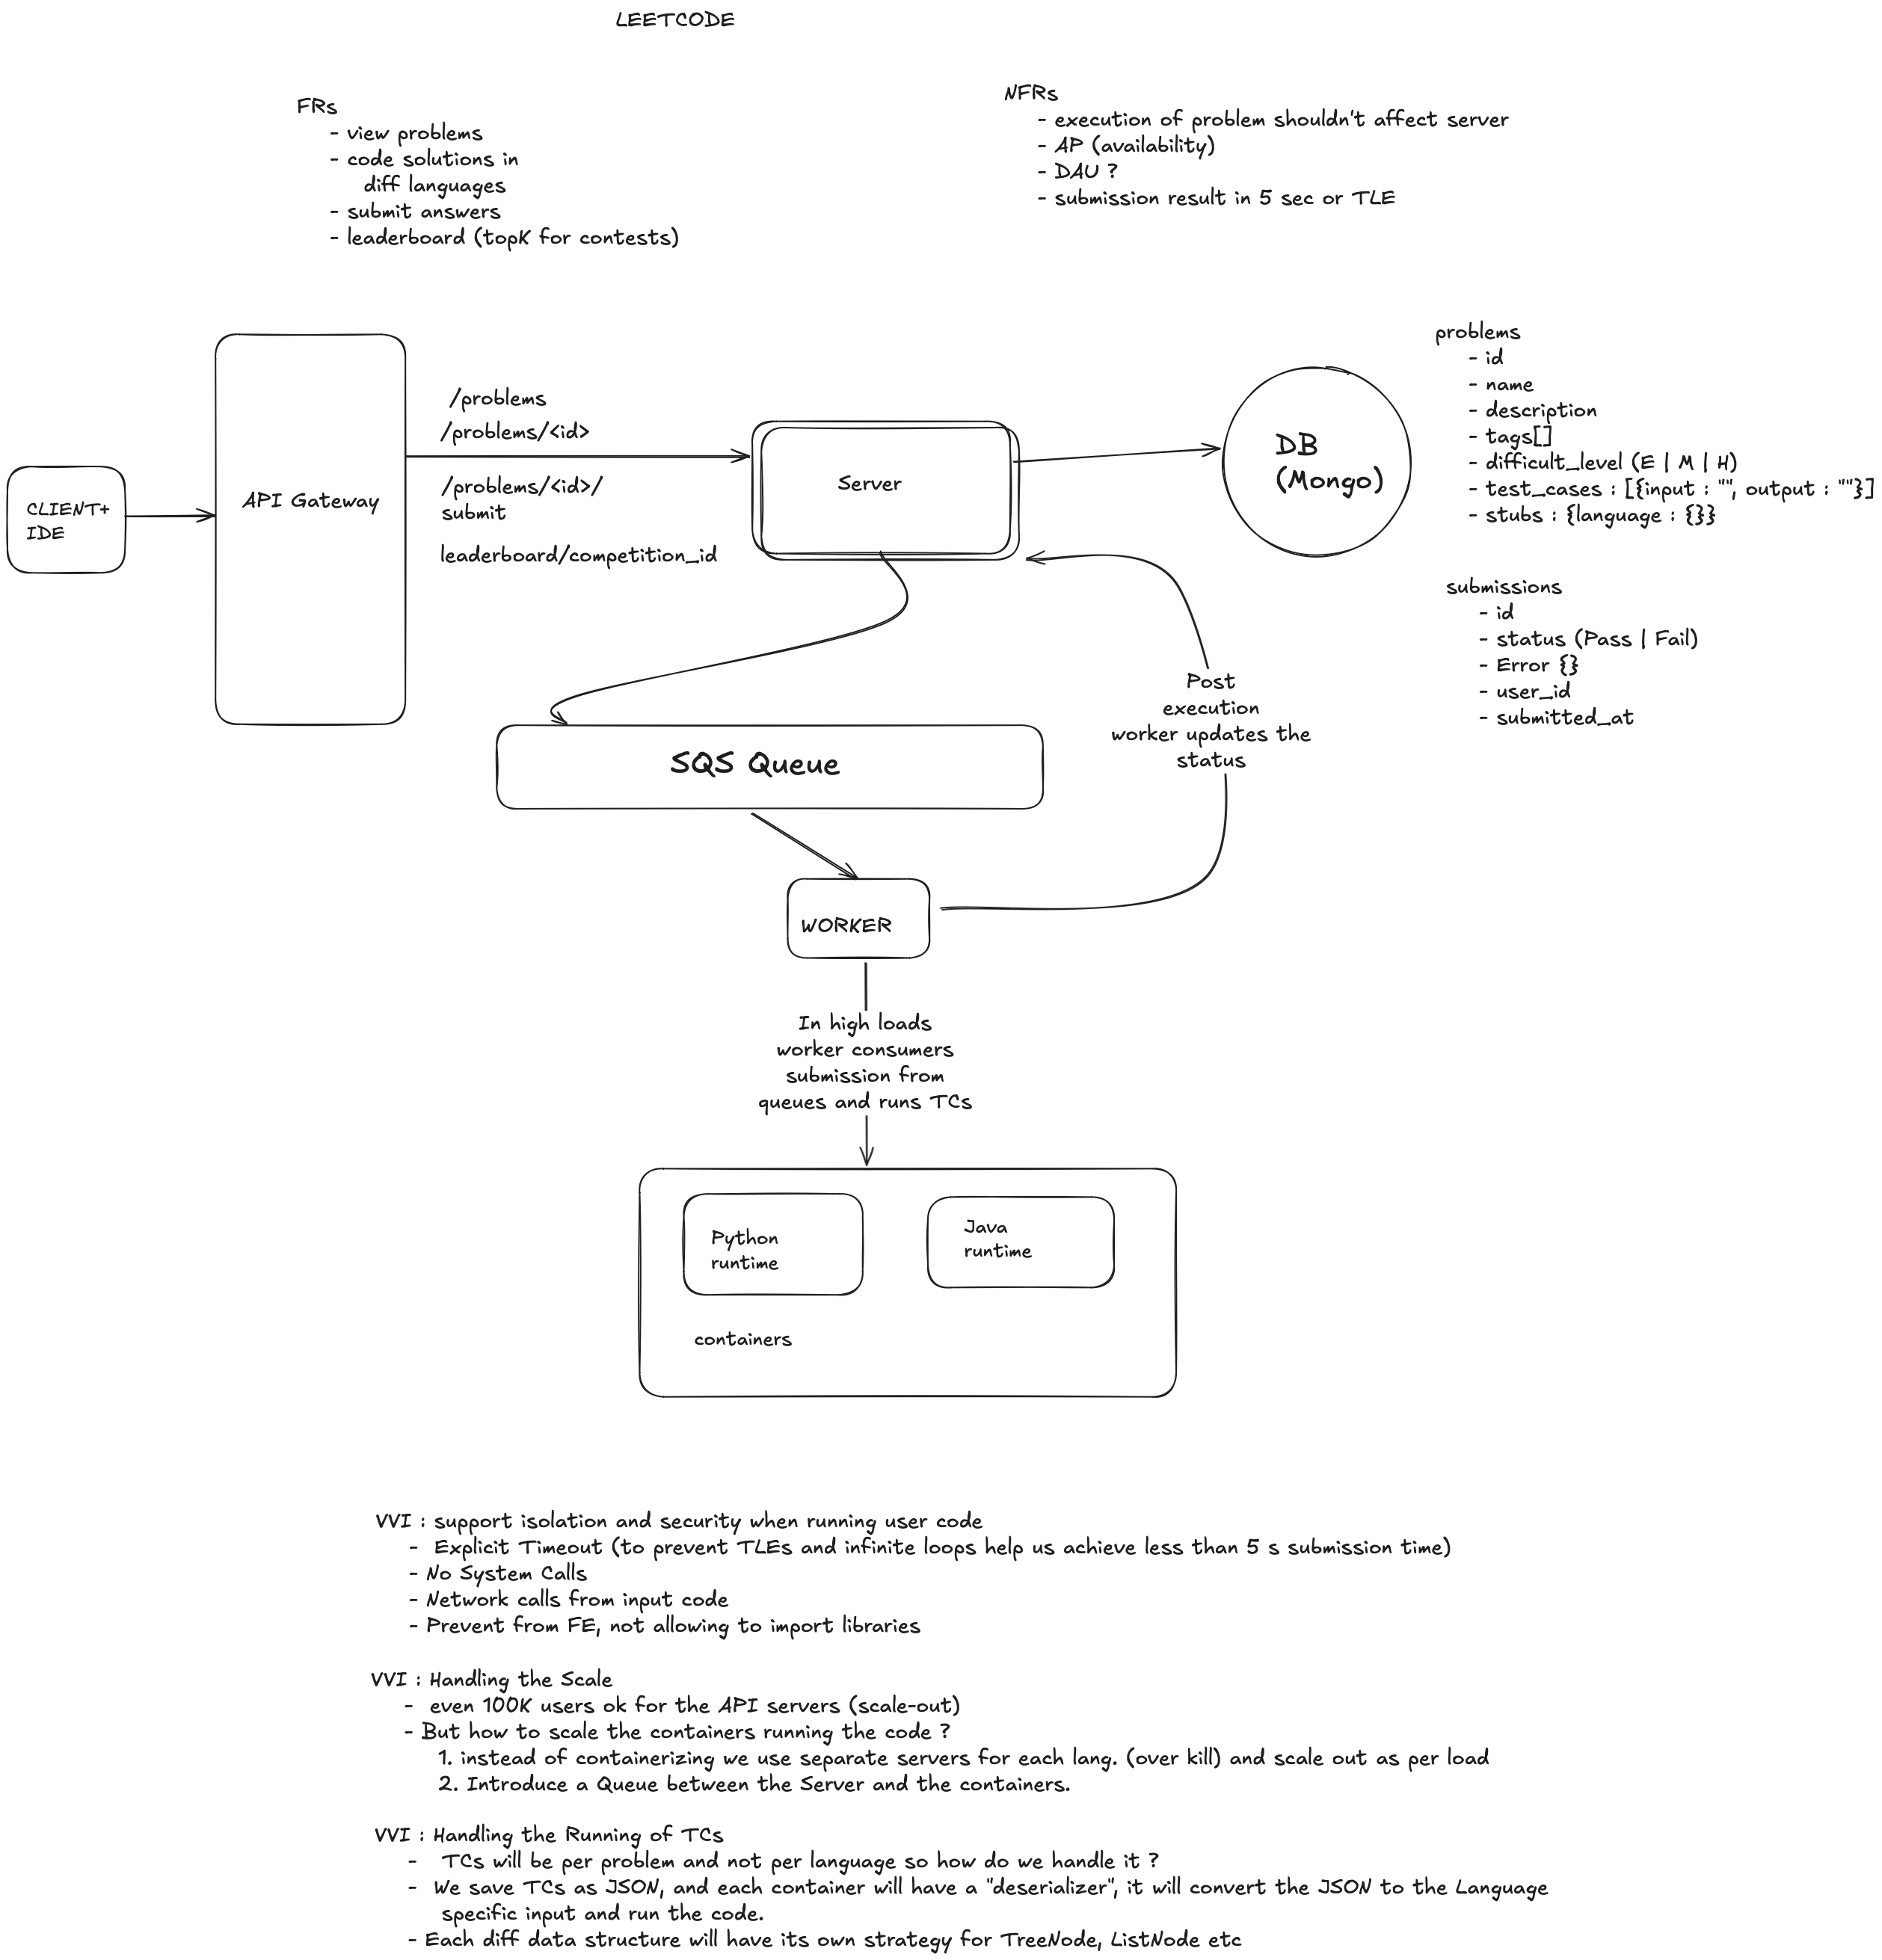 LEETCODE
FRs
- view problems
- code solutions in
diff languages
- submit answers
- leaderboard (topK for contests)
NFRs
- execution of problem shouldn't affect server
- AP (availability)
- DAU ?
- submission result in 5 sec or TLE
CLIENT+
IDE
API Gateway
/problems
/problems/<id>
/problems/<id>/
submit
leaderboard/competition_id
Server
DB
(Mongo)
problems
- id
- name
- description
- tags[]
- difficult_level (E | M | H)
- test_cases : [{input : "", output : ""}]
- stubs : {language : {}}
submissions
- id
- status (Pass | Fail)
- Error {}
- user_id
- submitted_at
Post
execution
worker updates the
status
SQS Queue
WORKER
In high loads
worker consumers
submission from
queues and runs TCs
Python
runtime
Java
runtime
containers
VVI : support isolation and security when running user code
- Explicit Timeout (to prevent TLEs and infinite loops help us achieve less than 5 s submission time)
- No System Calls
- Network calls from input code
- Prevent from FE, not allowing to import libraries
VVI : Handling the Scale
- even 100K users ok for the API servers (scale-out)
- But how to scale the containers running the code ?
1. instead of containerizing we use separate servers for each lang. (over kill) and scale out as per load
2. Introduce a Queue between the Server and the containers.
VVI : Handling the Running of TCs
- TCs will be per problem and not per language so how do we handle it ?
- We save TCs as JSON, and each container will have a "deserializer", it will convert the JSON to the Language
specific input and run the code.
- Each diff data structure will have its own strategy for TreeNode, ListNode etc